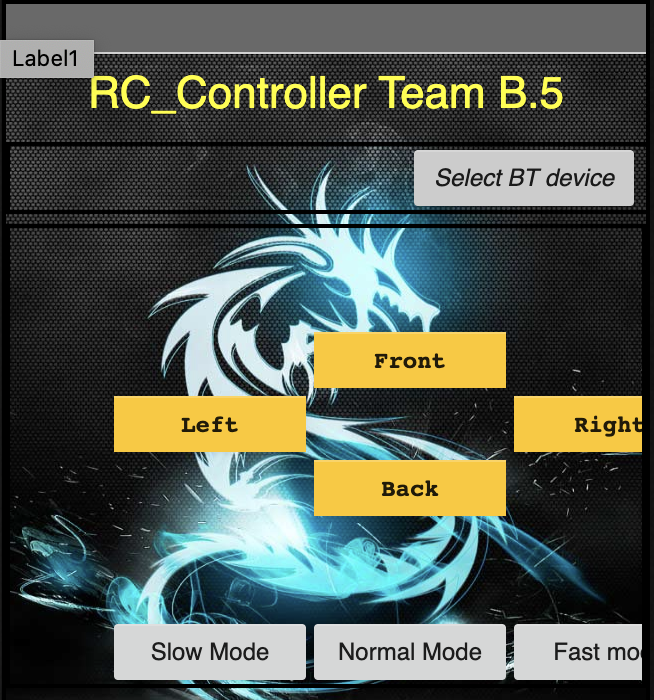 Label1
RC_Controller Team B.5
Select BT device
Front
Left
Right
Back
Slow Mode
Normal Mode
Fast mo